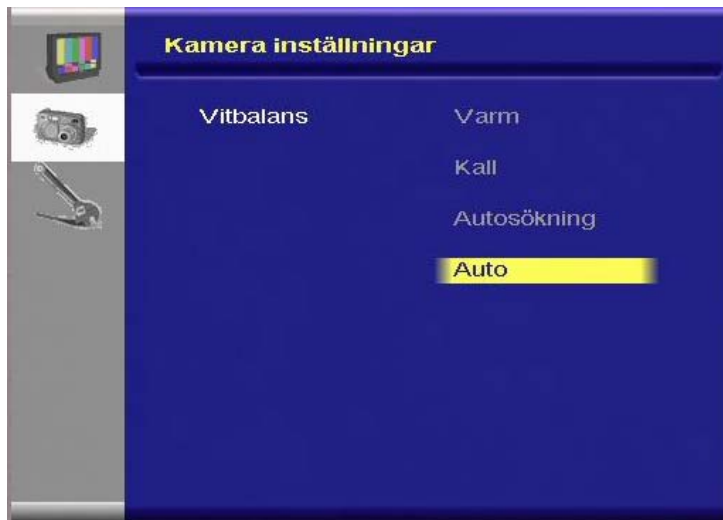 Kamera inställningar
Vitbalans Varm
Kall
Autosökning
Auto